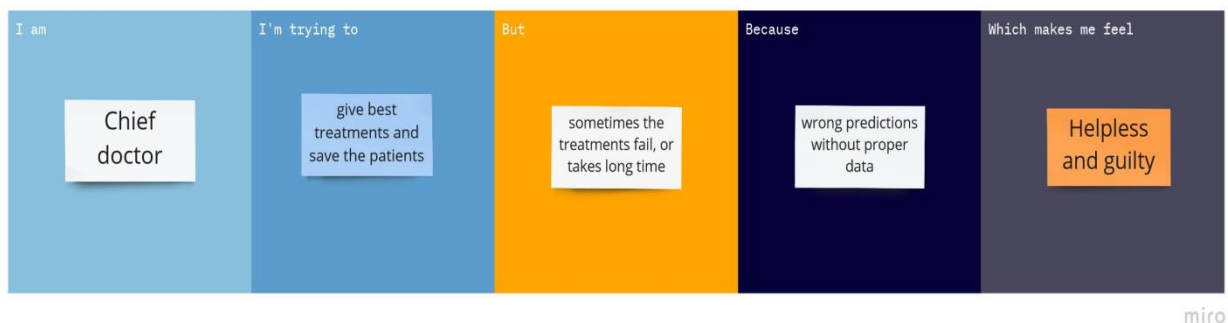 I am
Chief
doctor
I'm trying to
give best
treatments and
save the patients
But
sometimes the
treatments fail, or
takes long time
Because
wrong predictions
without proper
data
Which makes me feel
Helpless
and guilty
miro